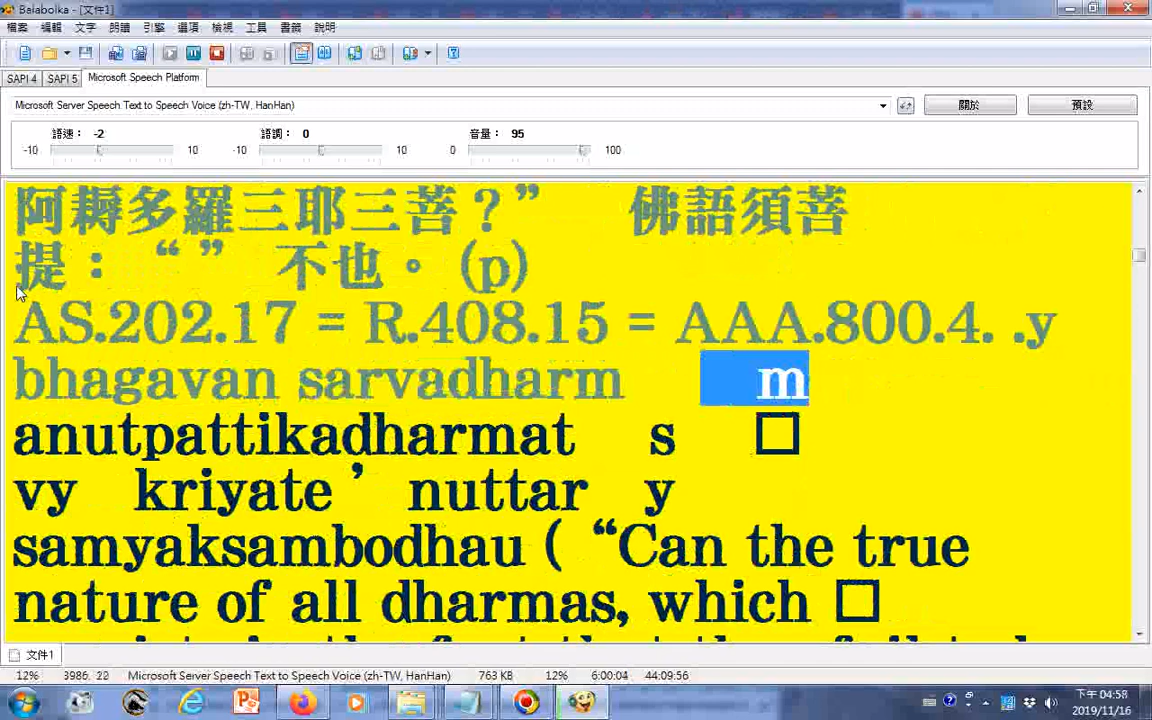 Balabolka - [文件1]
檔案 編輯 文字 朗讀 引擎 選項 檢視 工具 書籤 說明
SAPI 4 SAPI 5 Microsoft Speech Platform
Microsoft Server Speech Text to Speech Voice (zh-TW, HanHan) 關於 預設
語速： -2 語調： 0 音量： 95
-10 10 -10 10 0 100
阿耨多羅三耶三菩？” 佛語須菩
提：“ ” 不也。(p)
AS.202.17 = R.408.15 = AAA.800.4. .y
bhagavan sarvadharm m
anutpattikadharmat s □
vy kriyate ’ nuttar y
samyaksambodhau (“Can the true
nature of all dharmas, which □
文件1
12% 3986, 22 Microsoft Server Speech Text to Speech Voice (zh-TW, HanHan) 763 KB 12% 6:00:04 44:09:56
下午 04:58
2019/11/16